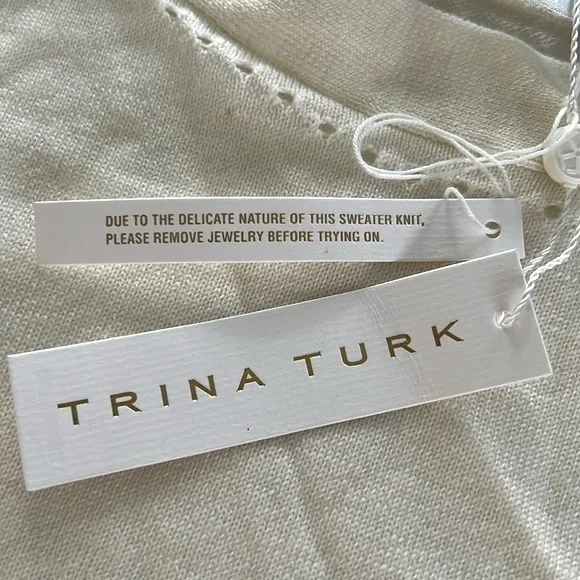 DUE TO THE DELICATE NATURE OF THIS SWEATER KNIT,
PLEASE REMOVE JEWELRY BEFORE TRYING ON.
TRINA TURK